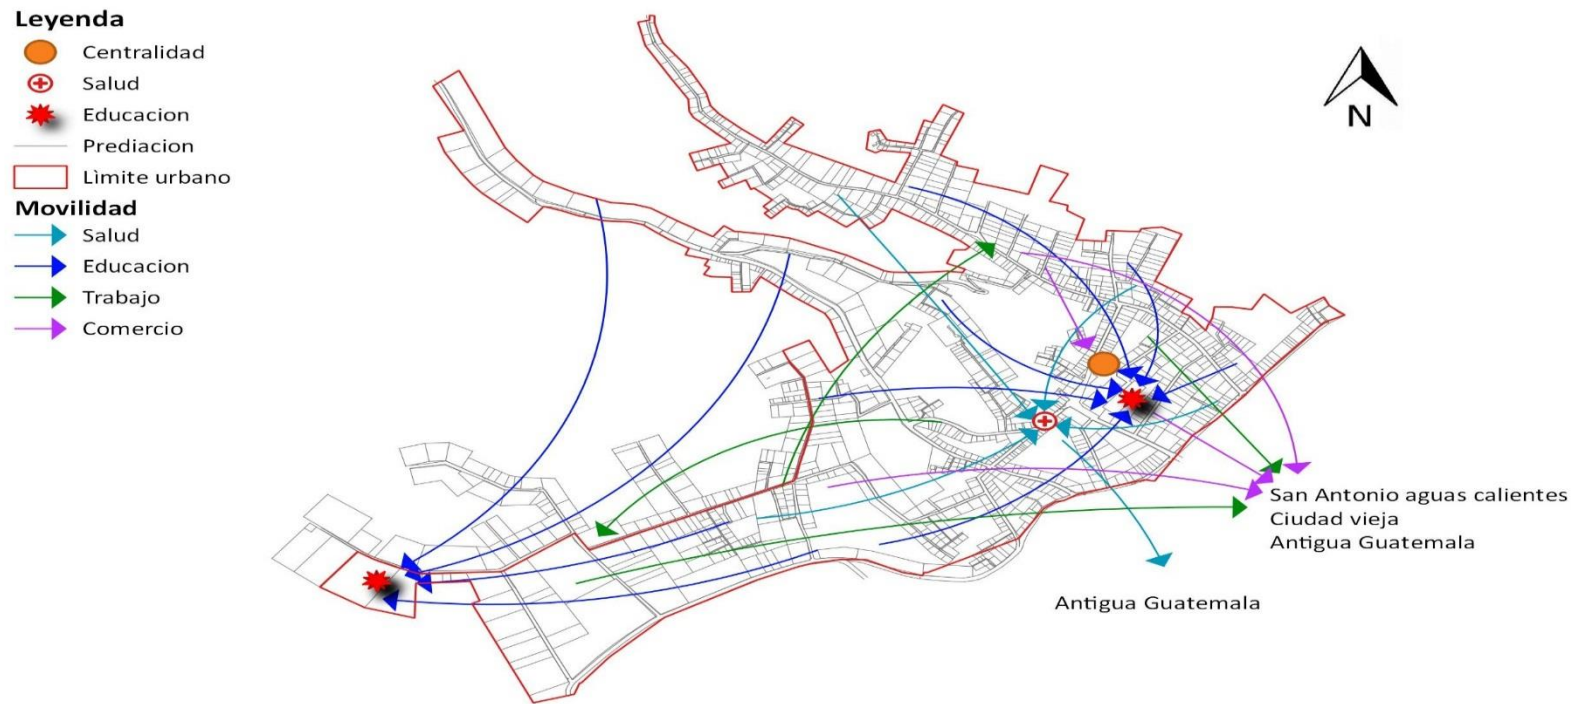 Leyenda
Centralidad
Salud
Educacion
Prediacion
Lìmite urbano
Movilidad
Salud
Educacion
Trabajo
Comercio
N
San Antonio aguas calientes
Ciudad vieja
Antigua Guatemala
Antigua Guatemala